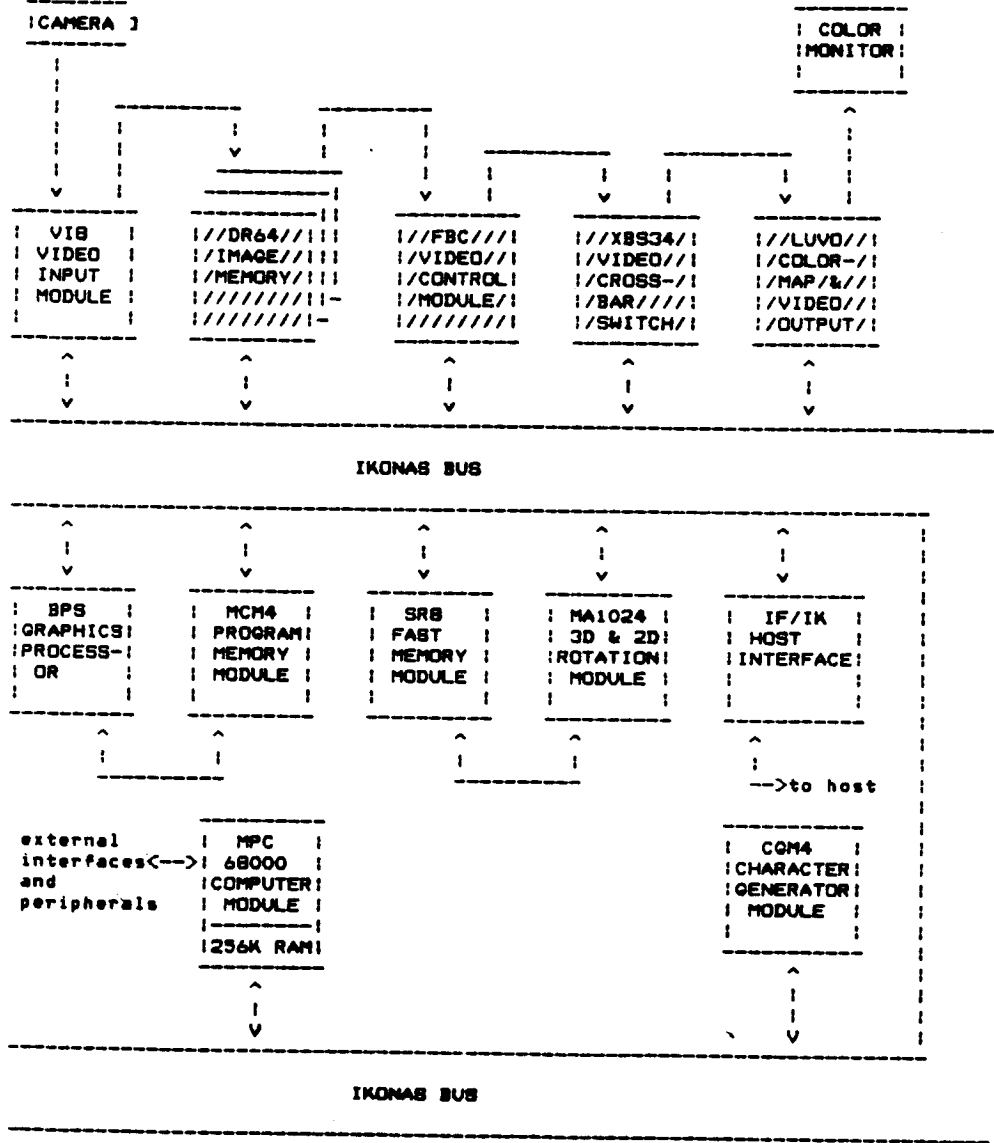 CAMERA
COLOR
MONITOR
VI8
VIDEO
INPUT
MODULE
DR64
IMAGE
MEMORY
FBC
VIDEO
CONTROL
MODULE
XBS34
VIDEO
CROSS-
BAR
SWITCH
LUVO
COLOR-
MAP/&
VIDEO
OUTPUT
IKONAS BUS
BPS
GRAPHICS
PROCESS-
OR
MCM4
PROGRAM
MEMORY
MODULE
SR8
FAST
MEMORY
MODULE
MA1024
3D & 2D
ROTATION
MODULE
IF/IK
HOST
INTERFACE
-->to host
external
interfaces<-->
and
peripherals
MPC
68000
COMPUTER
MODULE
256K RAM
CGM4
CHARACTER
GENERATOR
MODULE
IKONAS BUS